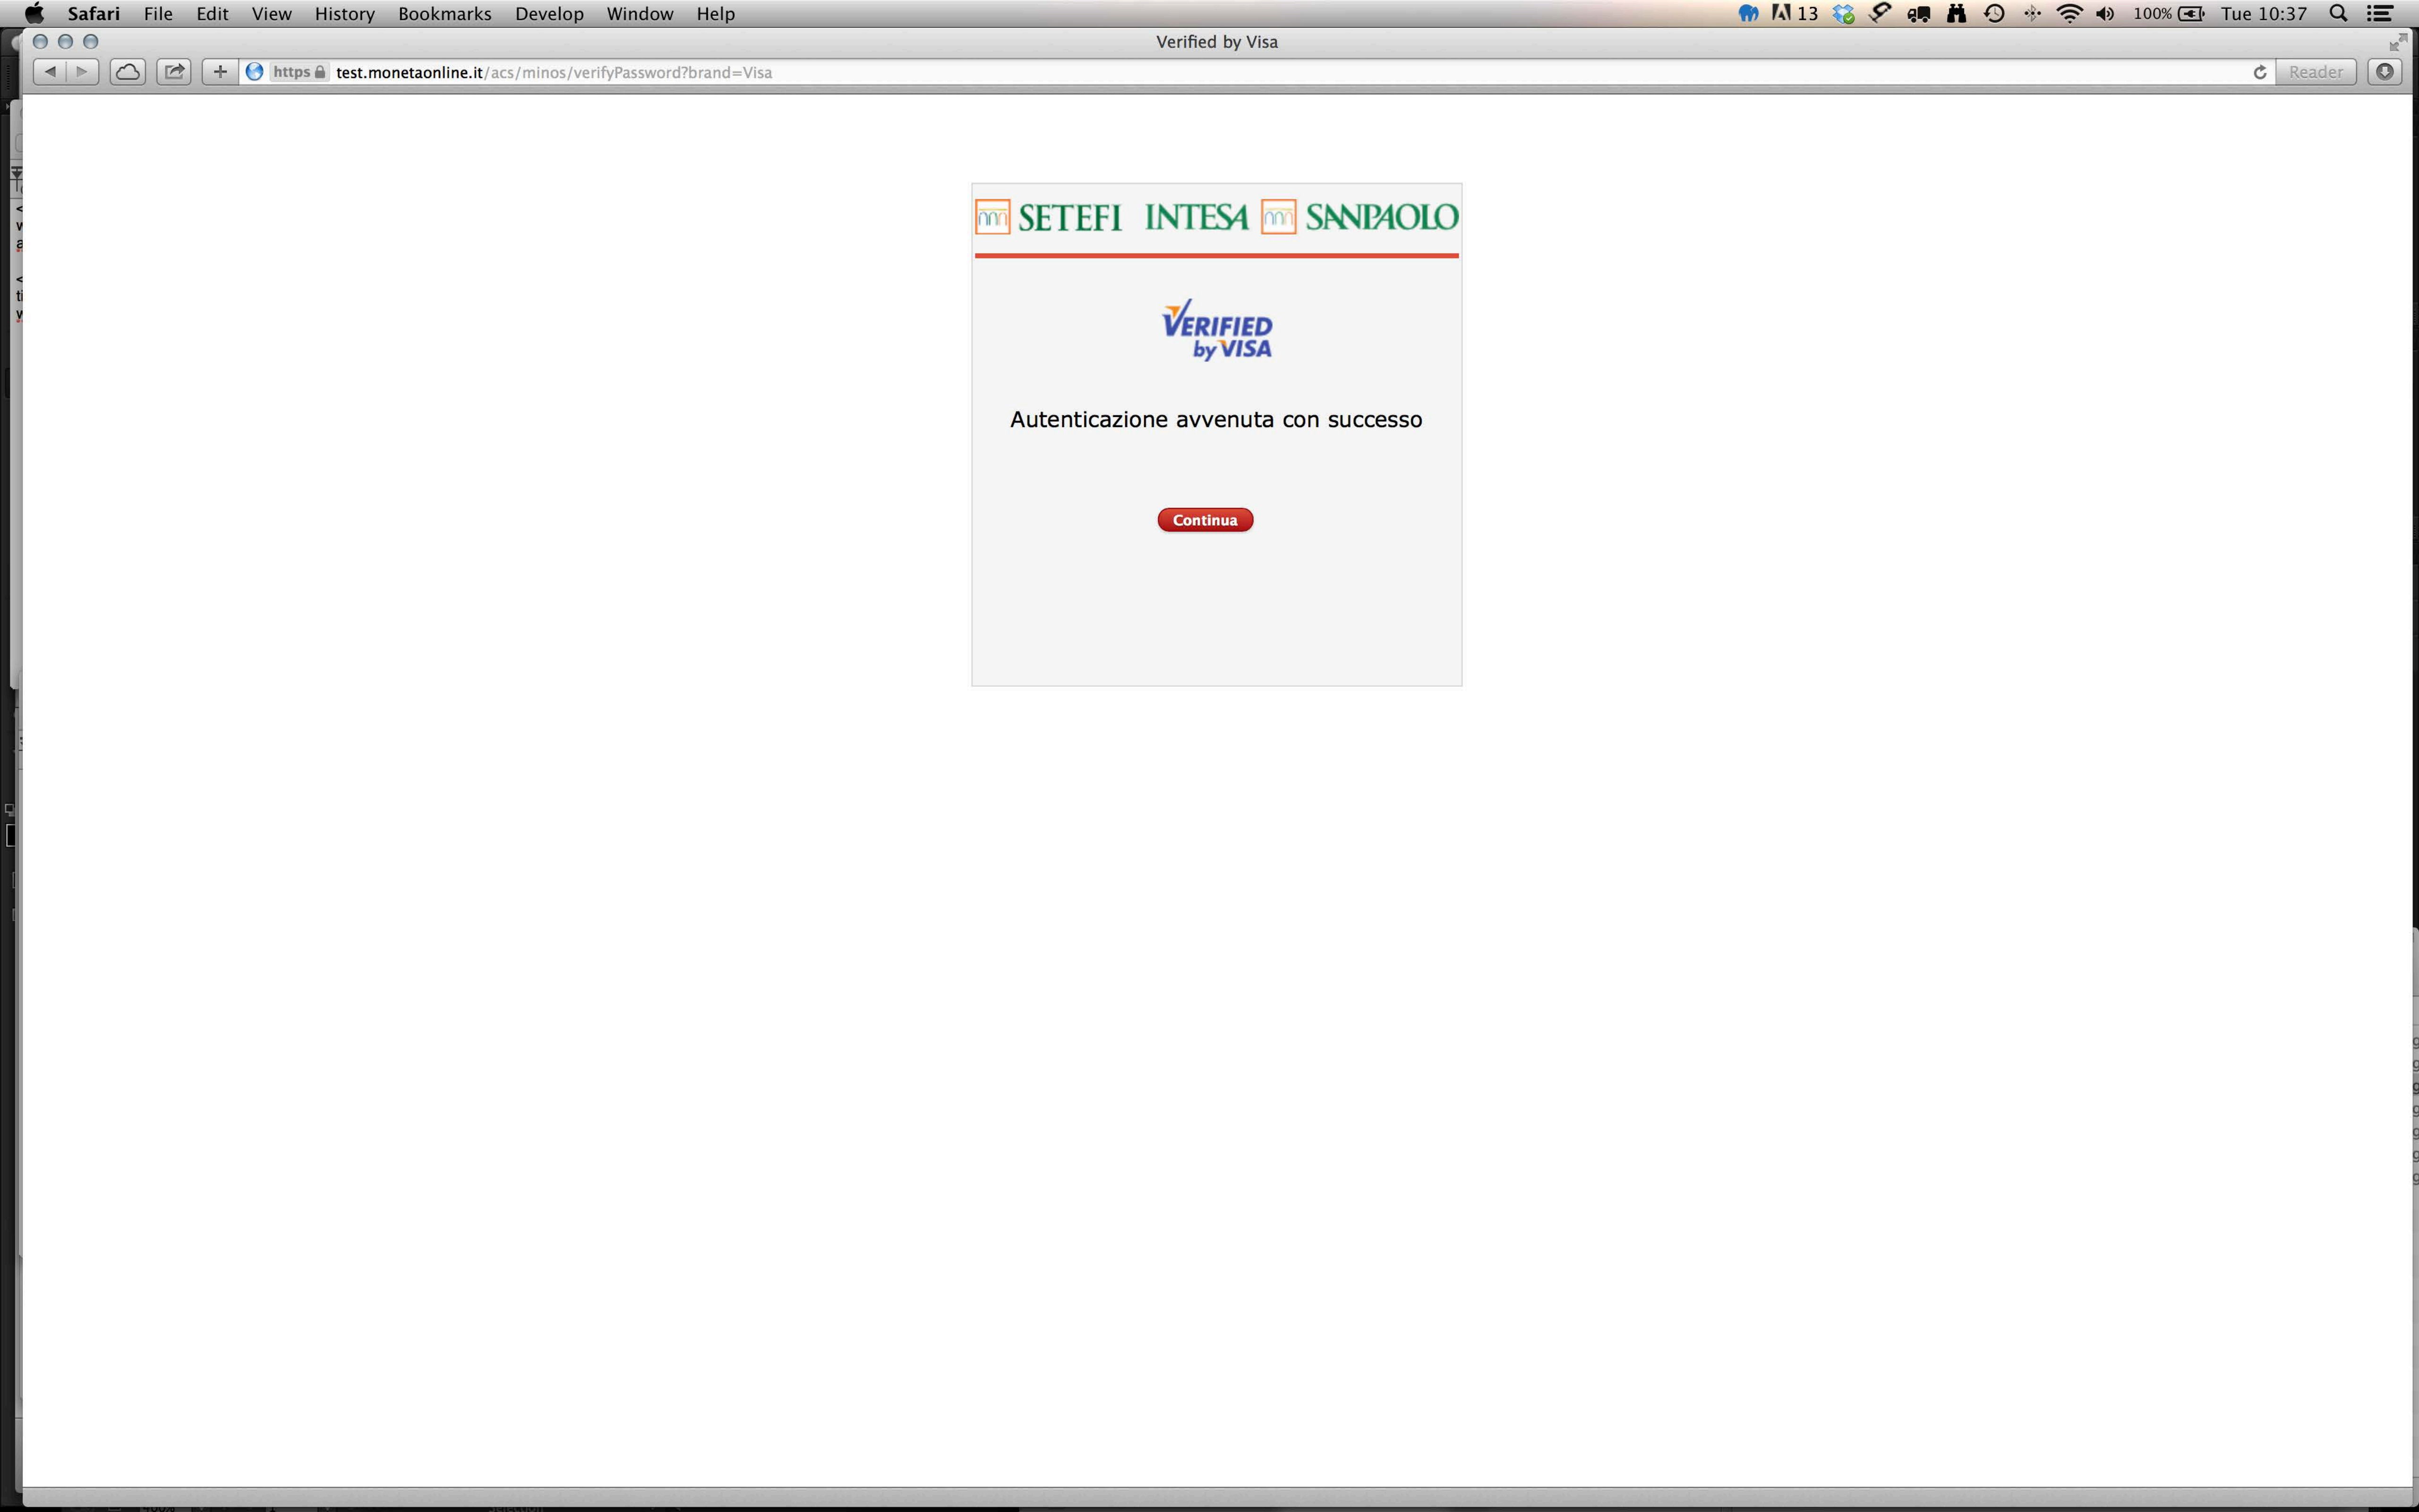 Safari File Edit View History Bookmarks Develop Window Help 13 100% Tue 10:37
Verified by Visa
https test.monetaonline.it/acs/minos/verifyPassword?brand=Visa Reader
SETEFI INTESA SANPAOLO
VERIFIED
by VISA
Autenticazione avvenuta con successo
Continua